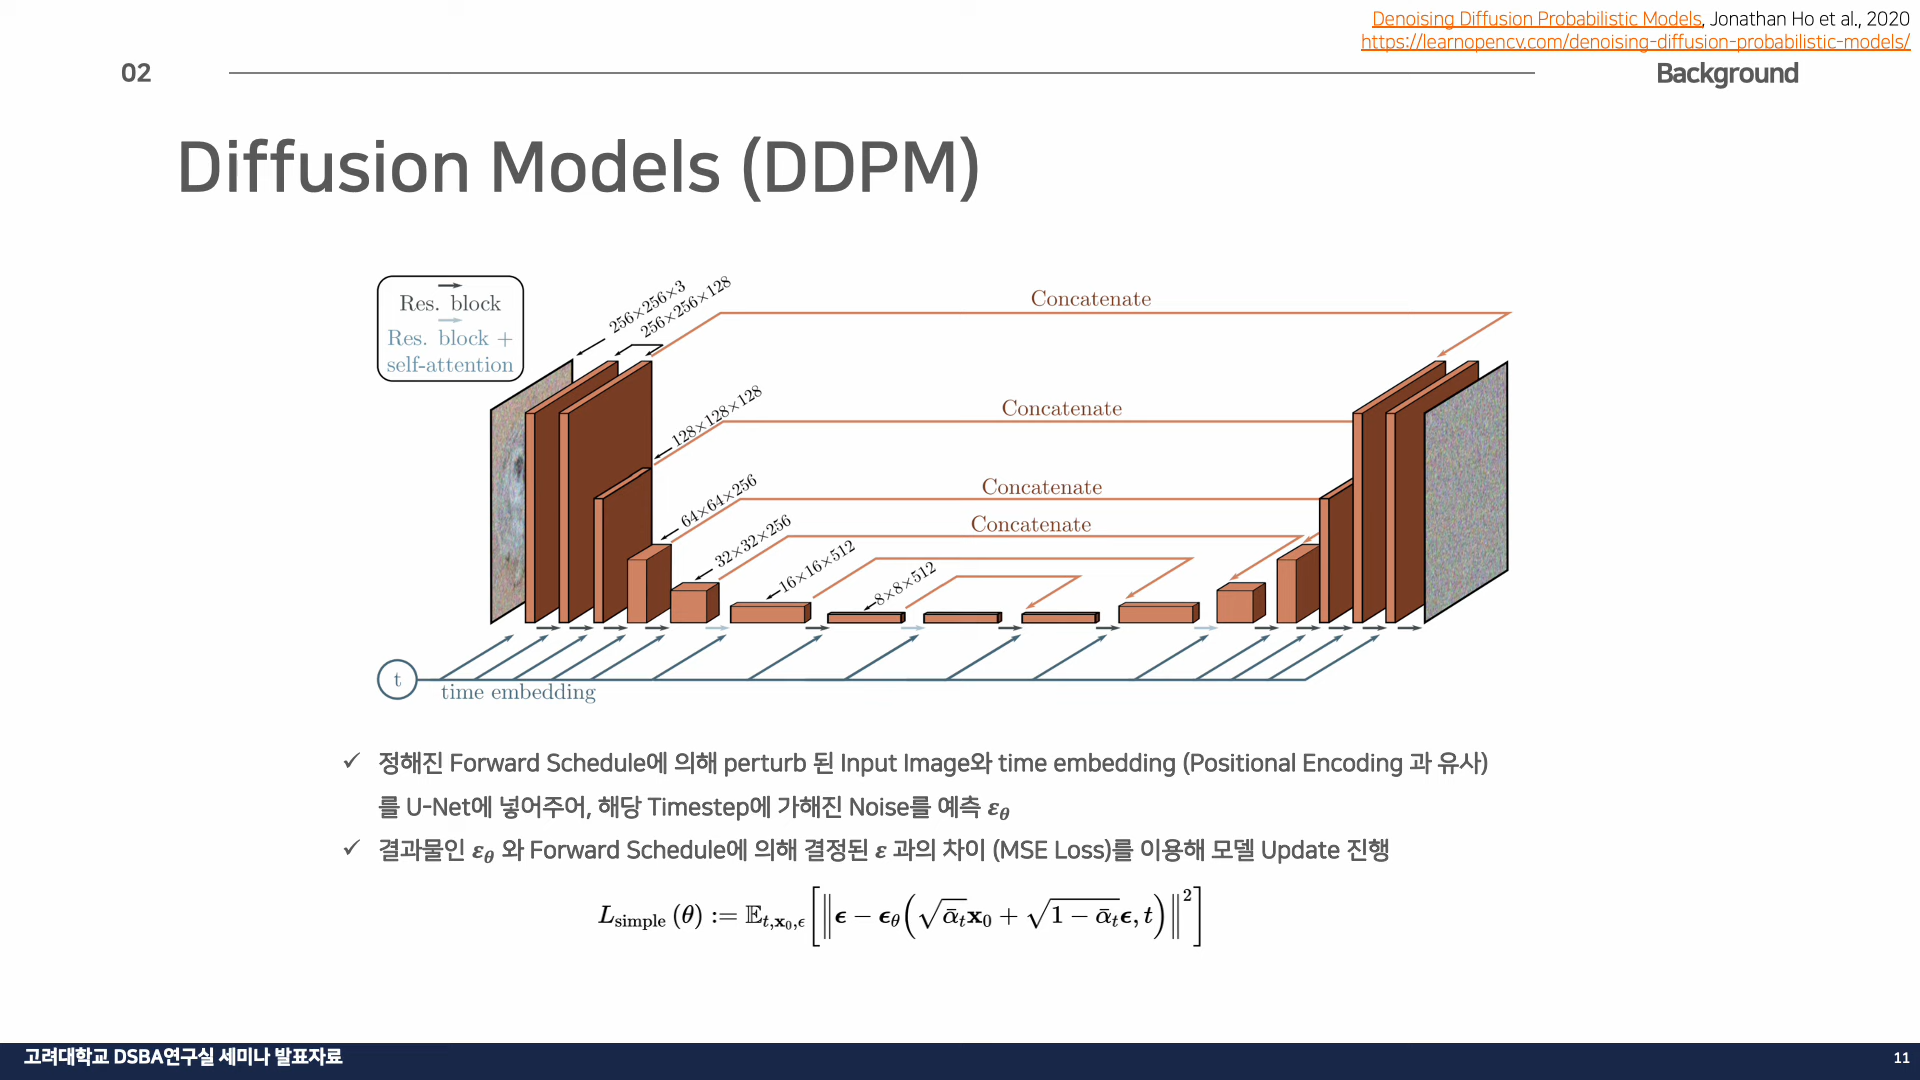 Denoising Diffusion Probabilistic Models, Jonathan Ho et al., 2020
https://learnopencv.com/denoising-diffusion-probabilistic-models/
02
Background
Diffusion Models (DDPM)
Res. block
Res. block +
self-attention
256×256×3
256×256×128
128×128×128
64×64×256
32×32×256
16×16×512
8×8×512
Concatenate
Concatenate
Concatenate
Concatenate
t
time embedding
✓ 정해진 Forward Schedule에 의해 perturb 된 Input Image와 time embedding (Positional Encoding 과 유사)
를 U-Net에 넣어주어, 해당 Timestep에 가해진 Noise를 예측 ε_θ
✓ 결과물인 ε_θ 와 Forward Schedule에 의해 결정된 ε 과의 차이 (MSE Loss)를 이용해 모델 Update 진행
L_simple(θ) := 𝔼_{t,x₀,ϵ}[‖ϵ − ϵ_θ(√ᾱ_t x₀ + √(1 − ᾱ_t) ϵ, t)‖²]
고려대학교 DSBA연구실 세미나 발표자료
11